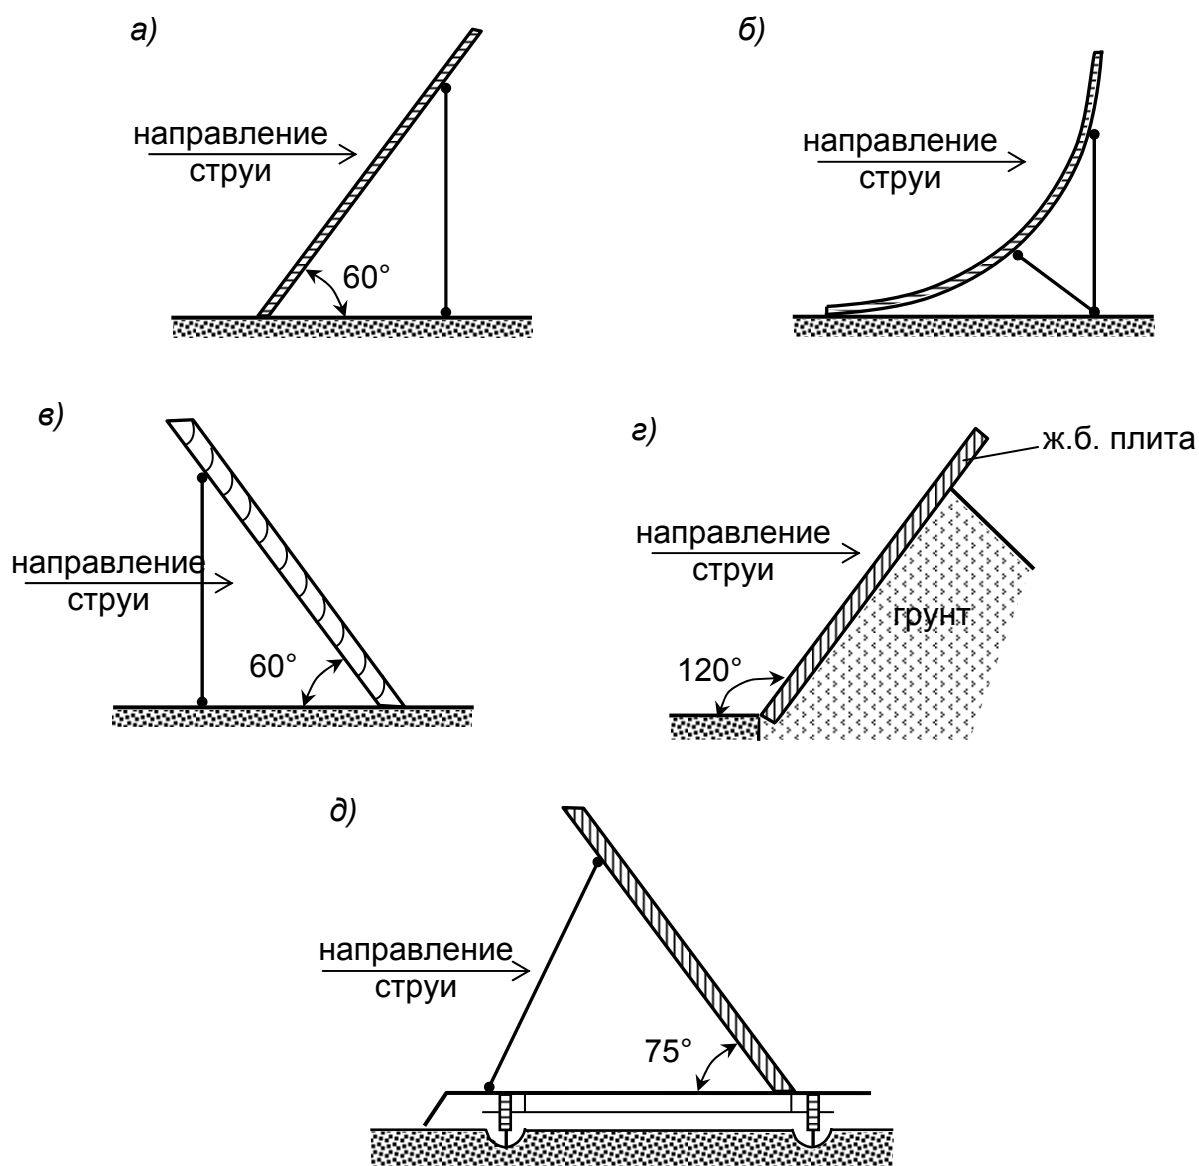 а)
направление
струи
60°
б)
направление
струи
в)
направление
струи
60°
г)
ж.б. плита
направление
струи
грунт
120°
д)
направление
струи
75°